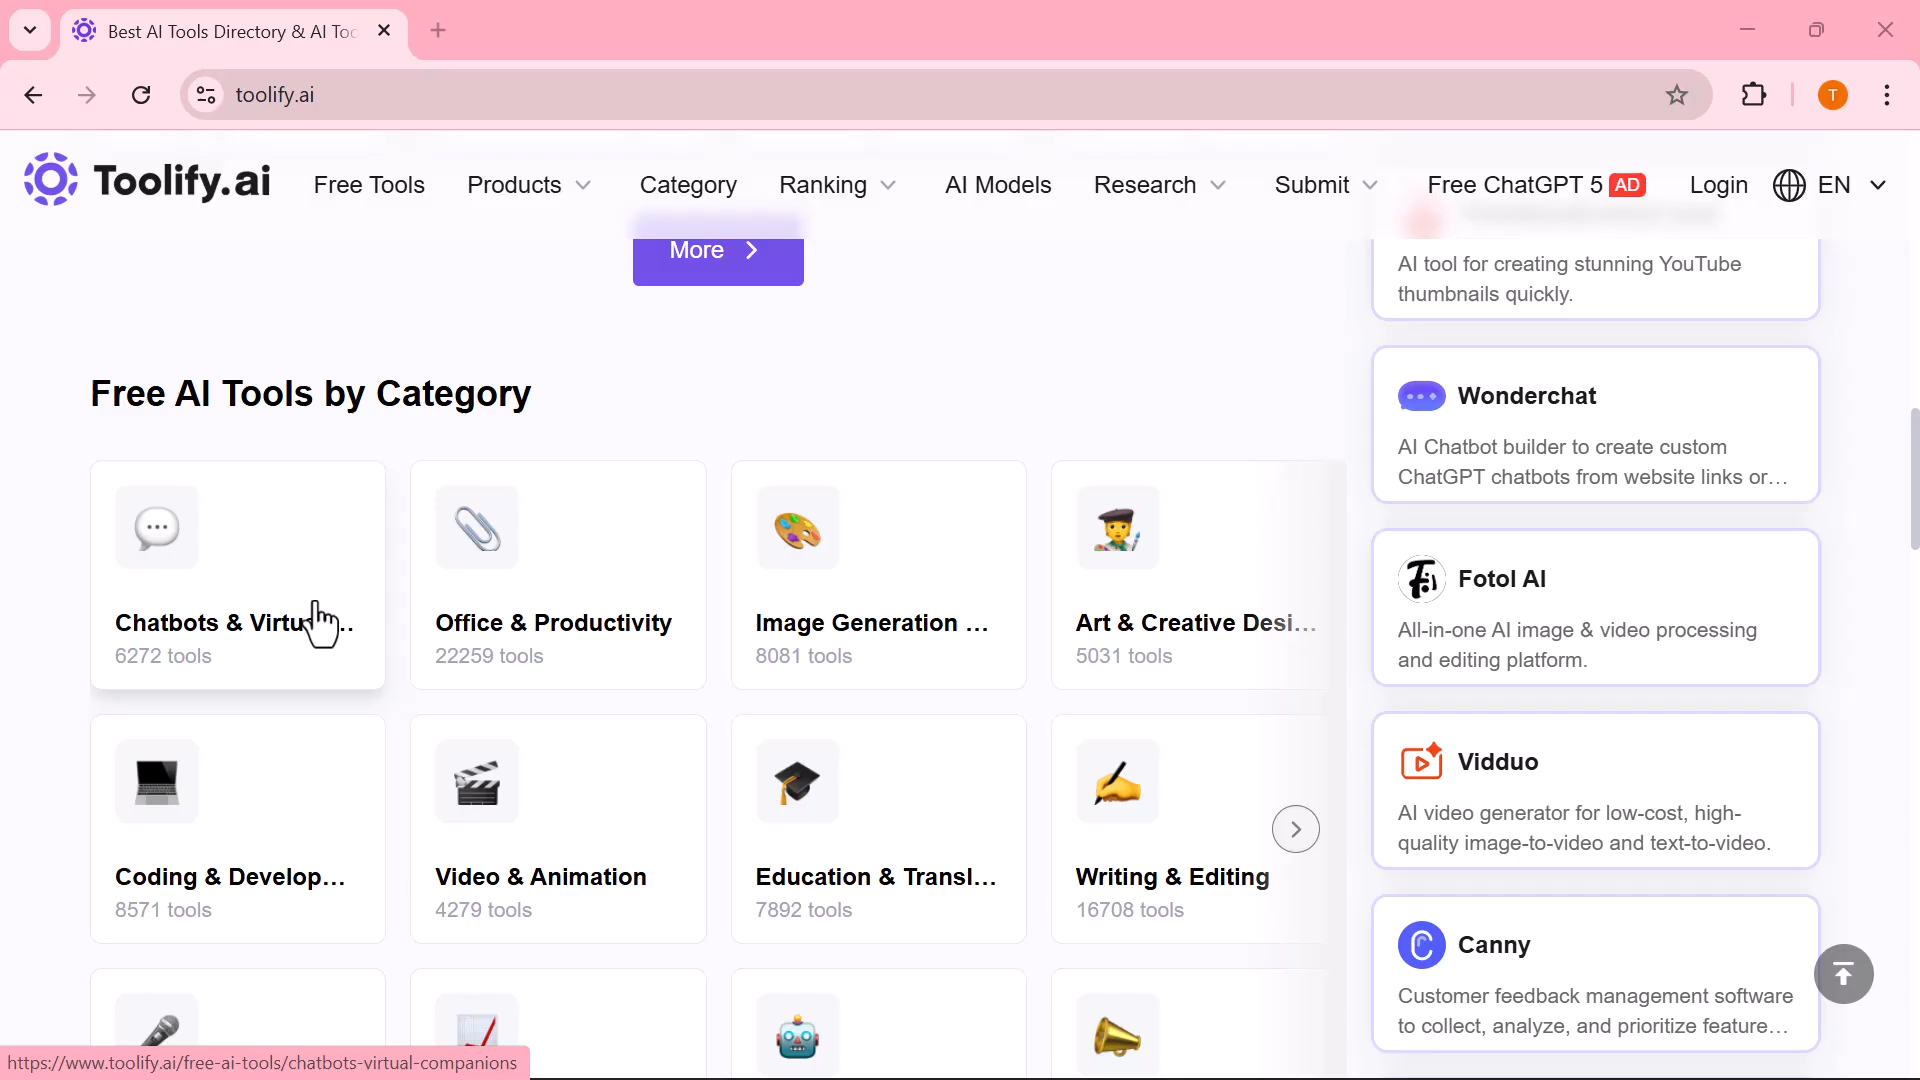 Best AI Tools Directory & AI Toc
toolify.ai
T
Toolify.ai
Free Tools
Products
Category
Ranking
AI Models
Research
Submit
Free ChatGPT 5 AD
Login
EN
More
AI tool for creating stunning YouTube
thumbnails quickly.
Free AI Tools by Category
Chatbots & Virtu...
6272 tools
Office & Productivity
22259 tools
Image Generation ...
8081 tools
Art & Creative Desi...
5031 tools
Coding & Develop...
8571 tools
Video & Animation
4279 tools
Education & Transl...
7892 tools
Writing & Editing
16708 tools
Wonderchat
AI Chatbot builder to create custom
ChatGPT chatbots from website links or...
Fotol AI
All-in-one AI image & video processing
and editing platform.
Vidduo
AI video generator for low-cost, high-
quality image-to-video and text-to-video.
Canny
Customer feedback management software
to collect, analyze, and prioritize feature...
https://www.toolify.ai/free-ai-tools/chatbots-virtual-companions